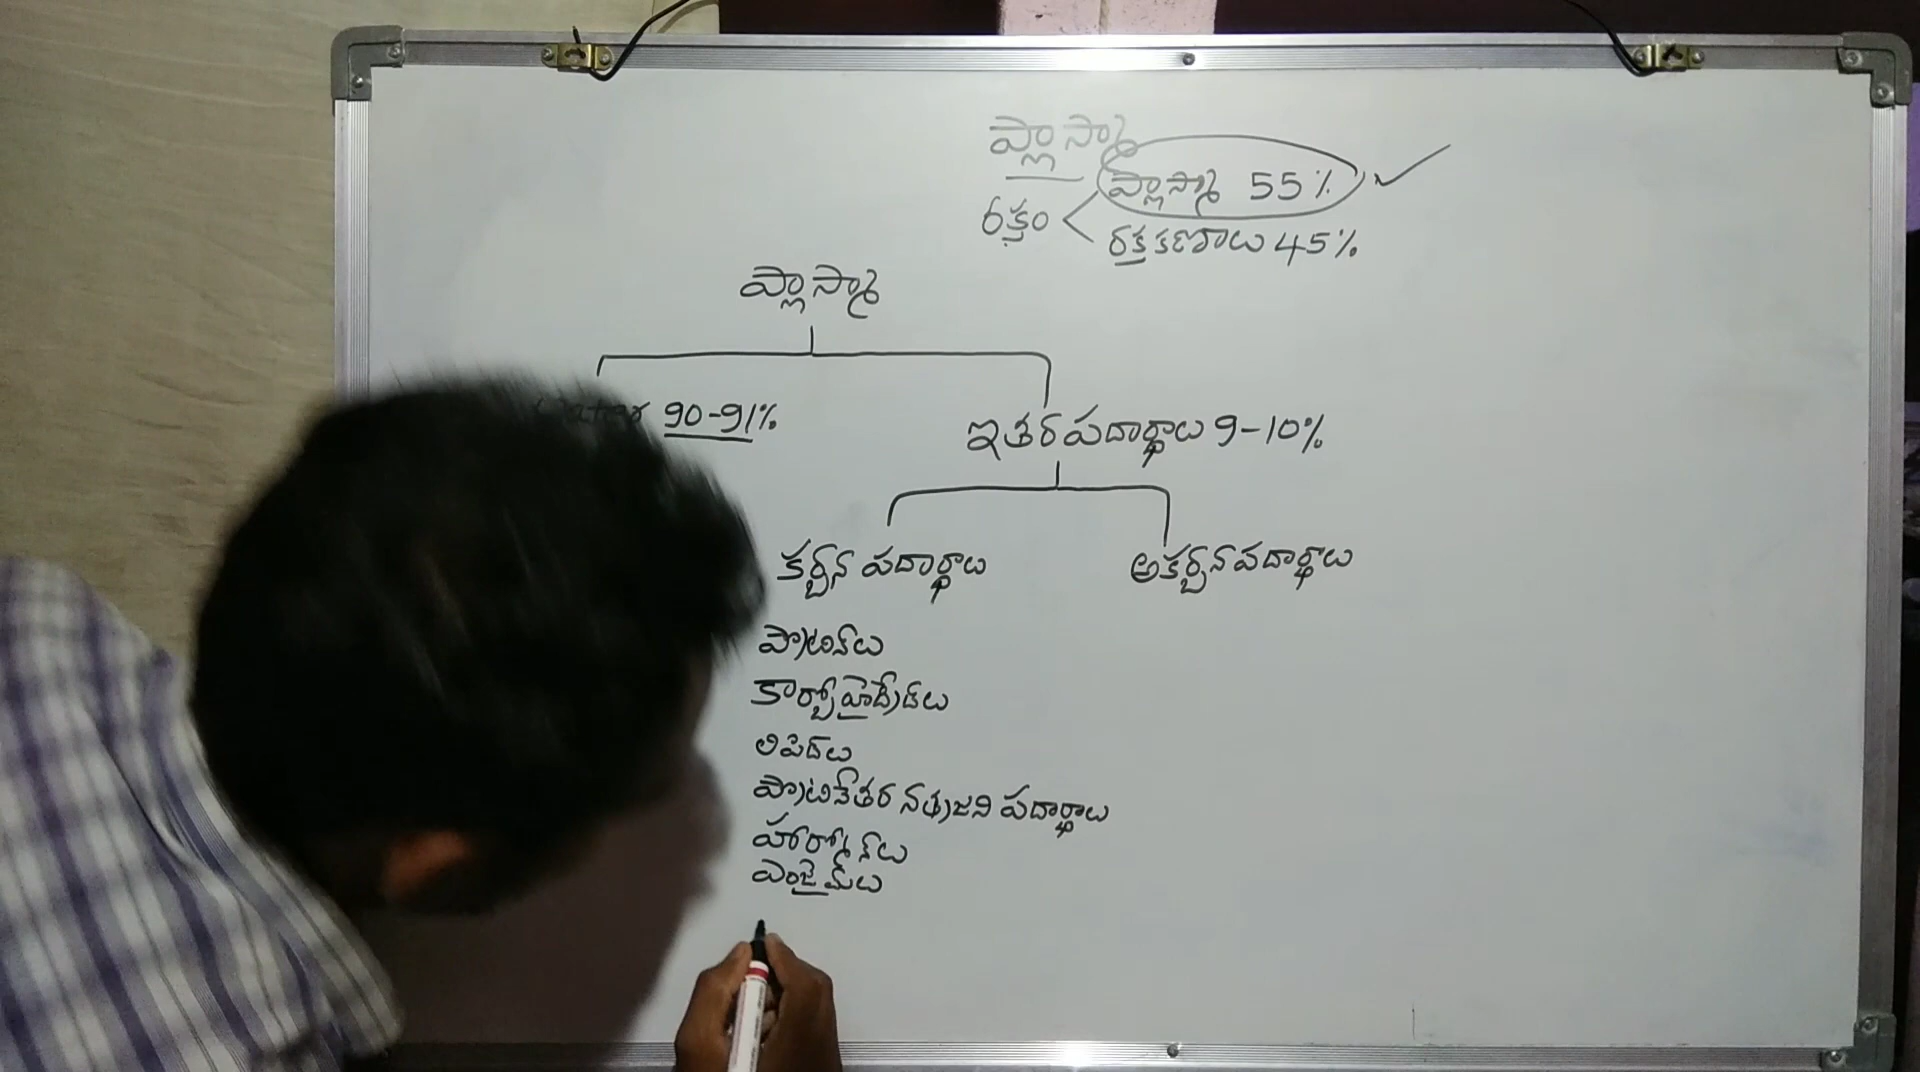 ప్లాస్మా
ప్లాస్మా 55%
రక్తం
రక్తకణాలు 45%
ప్లాస్మా
90-91%
ఇతర పదార్థాలు 9-10%
కర్బన పదార్థాలు
అకర్బన పదార్థాలు
ప్రొటీన్‌లు
కార్బోహైడ్రేడ్‌లు
లిపిడ్‌లు
ప్రొటీనేతర నత్రజని పదార్థాలు
హార్మోన్‌లు
ఎంజైమ్‌లు